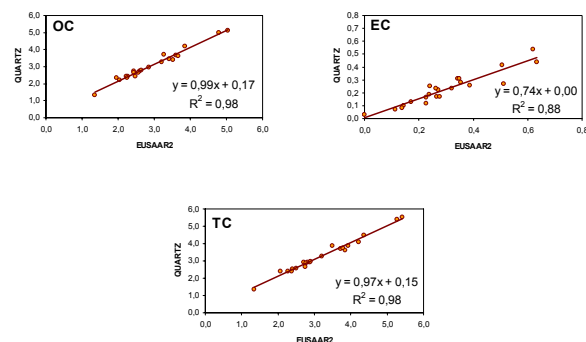 OC
QUARTZ
6,0
5,0
4,0
3,0
2,0
1,0
0,0
y = 0,99x + 0,17
R² = 0,98
0,0 1,0 2,0 3,0 4,0 5,0 6,0
EUSAAR2
EC
QUARTZ
0,8
0,7
0,6
0,5
0,4
0,3
0,2
0,1
0,0
y = 0,74x + 0,00
R² = 0,88
0,0 0,2 0,4 0,6 0,8
EUSAAR2
TC
QUARTZ
6,0
5,0
4,0
3,0
2,0
1,0
0,0
y = 0,97x + 0,15
R² = 0,98
0,0 1,0 2,0 3,0 4,0 5,0 6,0
EUSAAR2